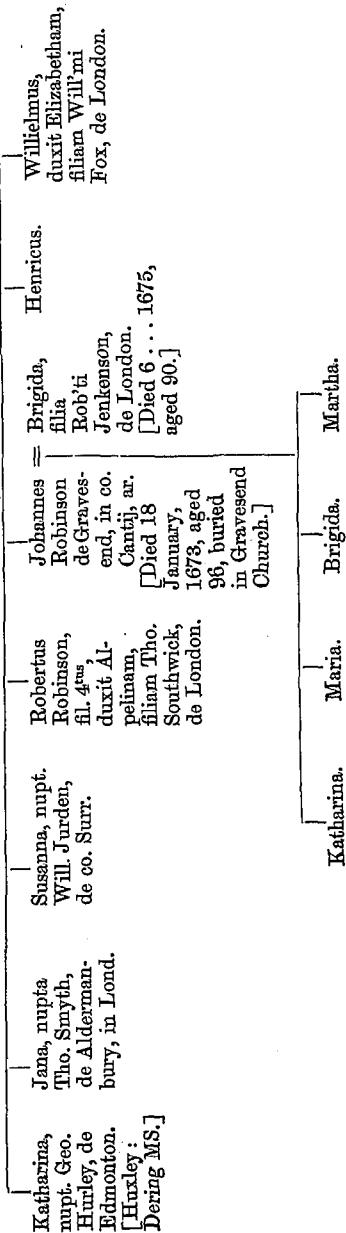 Katharina,
nupt. Geo.
Hurley, de
Edmonton.
[Huxley:
Dering MS.]
Jana, nupta
Tho. Smyth,
de Alderman-
bury, in Lond.
Susanna, nupt.
Will. Jurden,
de co. Surr.
Robertus
Robinson,
fil. 4tus,
duxit Al-
pelinam,
filiam Tho.
Southwick,
de London.
Johannes =
Robinson
de Graves-
end, in co.
Cantij, ar.
[Died 18
January,
1673, aged
96, buried
in Gravesend
Church.]
Brigida,
filia
Rob'ti
Jenkenson,
de London.
[Died 6 . . . 1675,
aged 90.]
Henricus.
Willielmus,
duxit Elizabetham,
filiam Will'mi
Fox, de London.
Katharina.
Maria.
Brigida.
Martha.